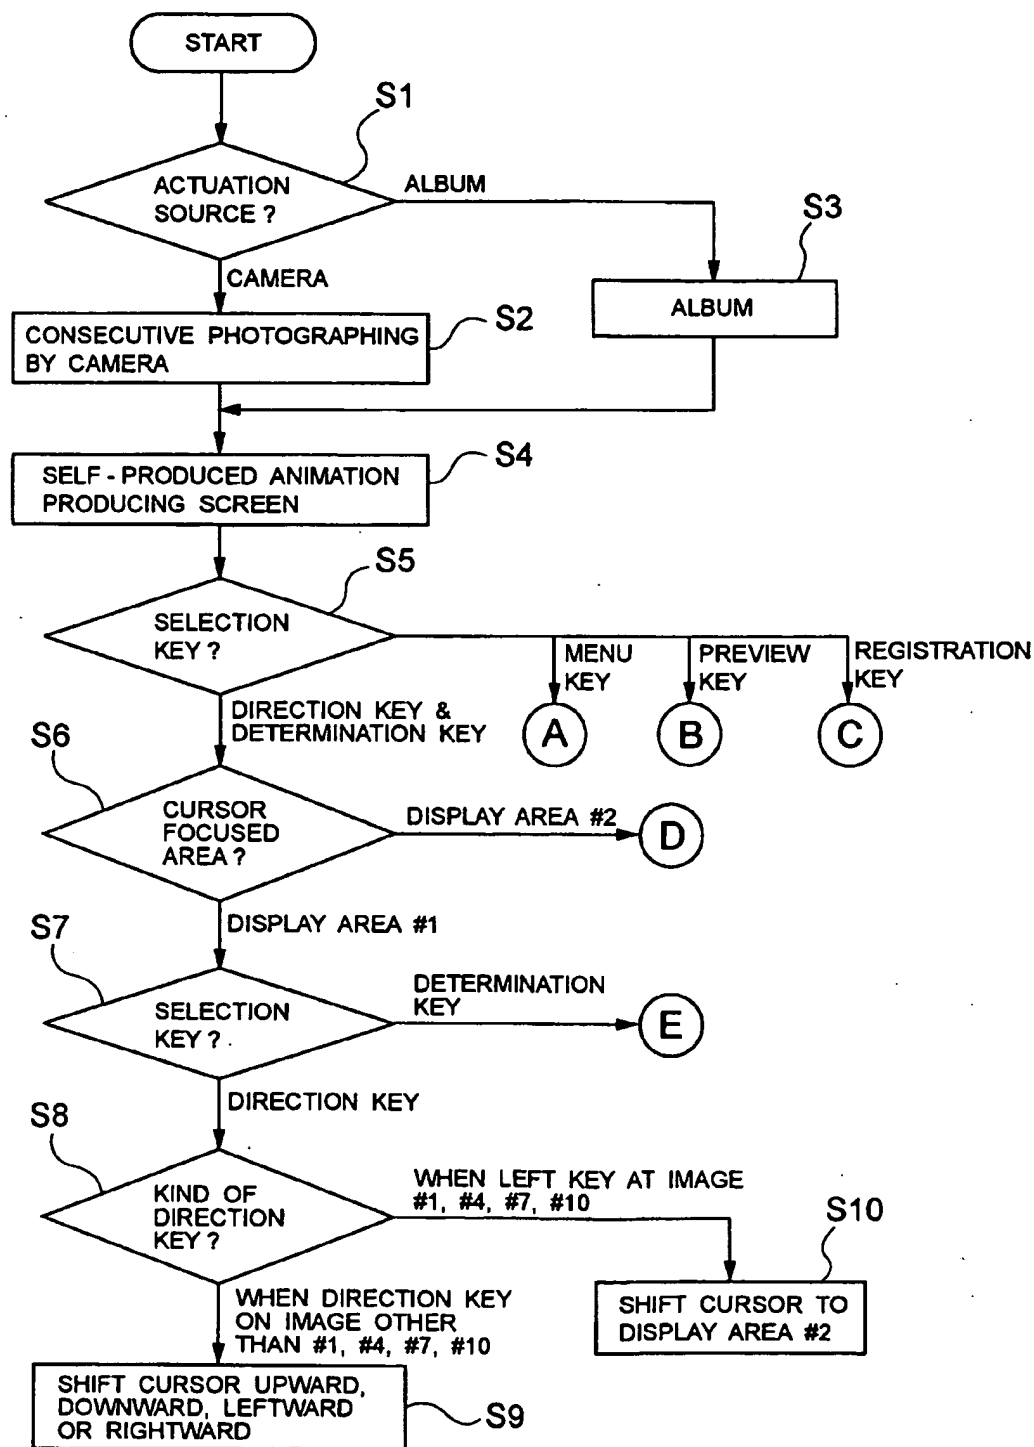 START
S1
ACTUATION
SOURCE ?
ALBUM
S3
CAMERA
ALBUM
CONSECUTIVE PHOTOGRAPHING
BY CAMERA
S2
SELF - PRODUCED ANIMATION
PRODUCING SCREEN
S4
S5
SELECTION
KEY ?
MENU
KEY
PREVIEW
KEY
REGISTRATION
KEY
DIRECTION KEY &
DETERMINATION KEY
A
B
C
S6
CURSOR
FOCUSED
AREA ?
DISPLAY AREA #2
D
DISPLAY AREA #1
S7
SELECTION
KEY ?
DETERMINATION
KEY
E
DIRECTION KEY
S8
KIND OF
DIRECTION
KEY ?
WHEN LEFT KEY AT IMAGE
#1, #4, #7, #10
S10
SHIFT CURSOR TO
DISPLAY AREA #2
WHEN DIRECTION KEY
ON IMAGE OTHER
THAN #1, #4, #7, #10
SHIFT CURSOR UPWARD,
DOWNWARD, LEFTWARD
OR RIGHTWARD
S9